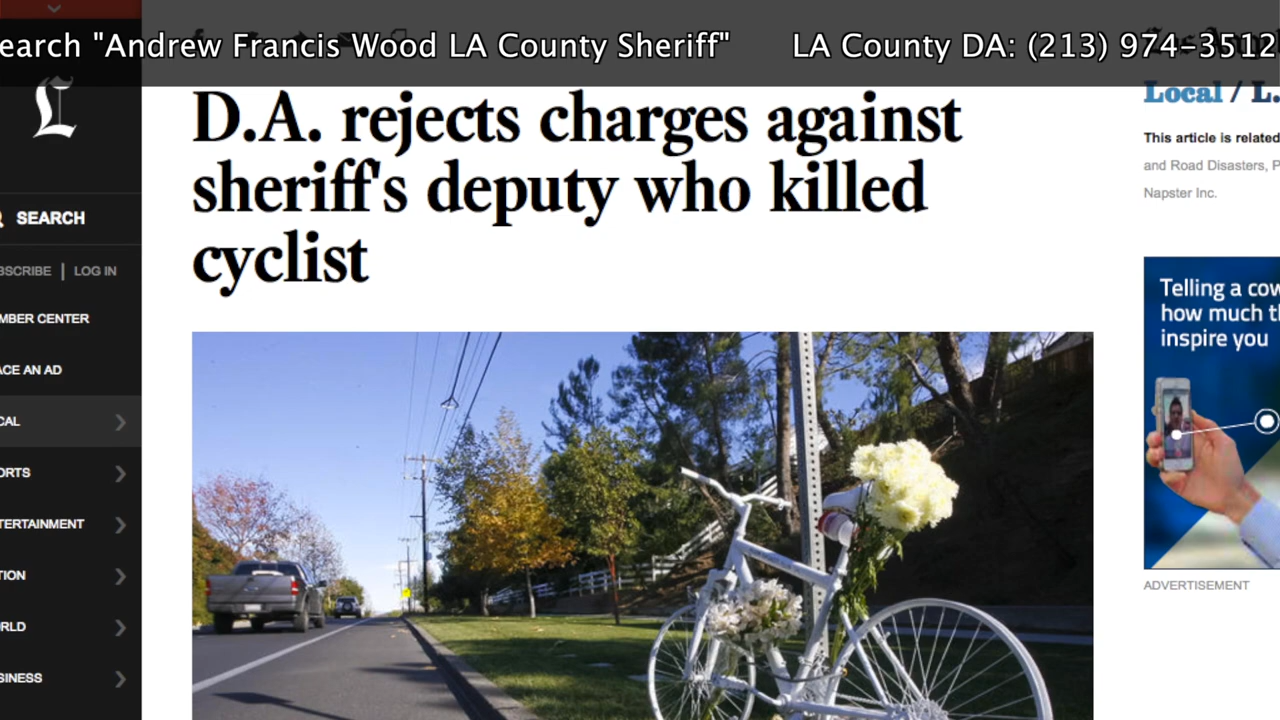 earch "Andrew Francis Wood LA County Sheriff" LA County DA: (213) 974-3512
D.A. rejects charges against
sheriff's deputy who killed
cyclist
SEARCH
BSCRIBE | LOG IN
MBER CENTER
ACE AN AD
CAL
ORTS
TERTAINMENT
TION
RLD
SINESS
Local / L.
This article is related
and Road Disasters, P
Napster Inc.
Telling a cow
how much th
inspire you
ADVERTISEMENT